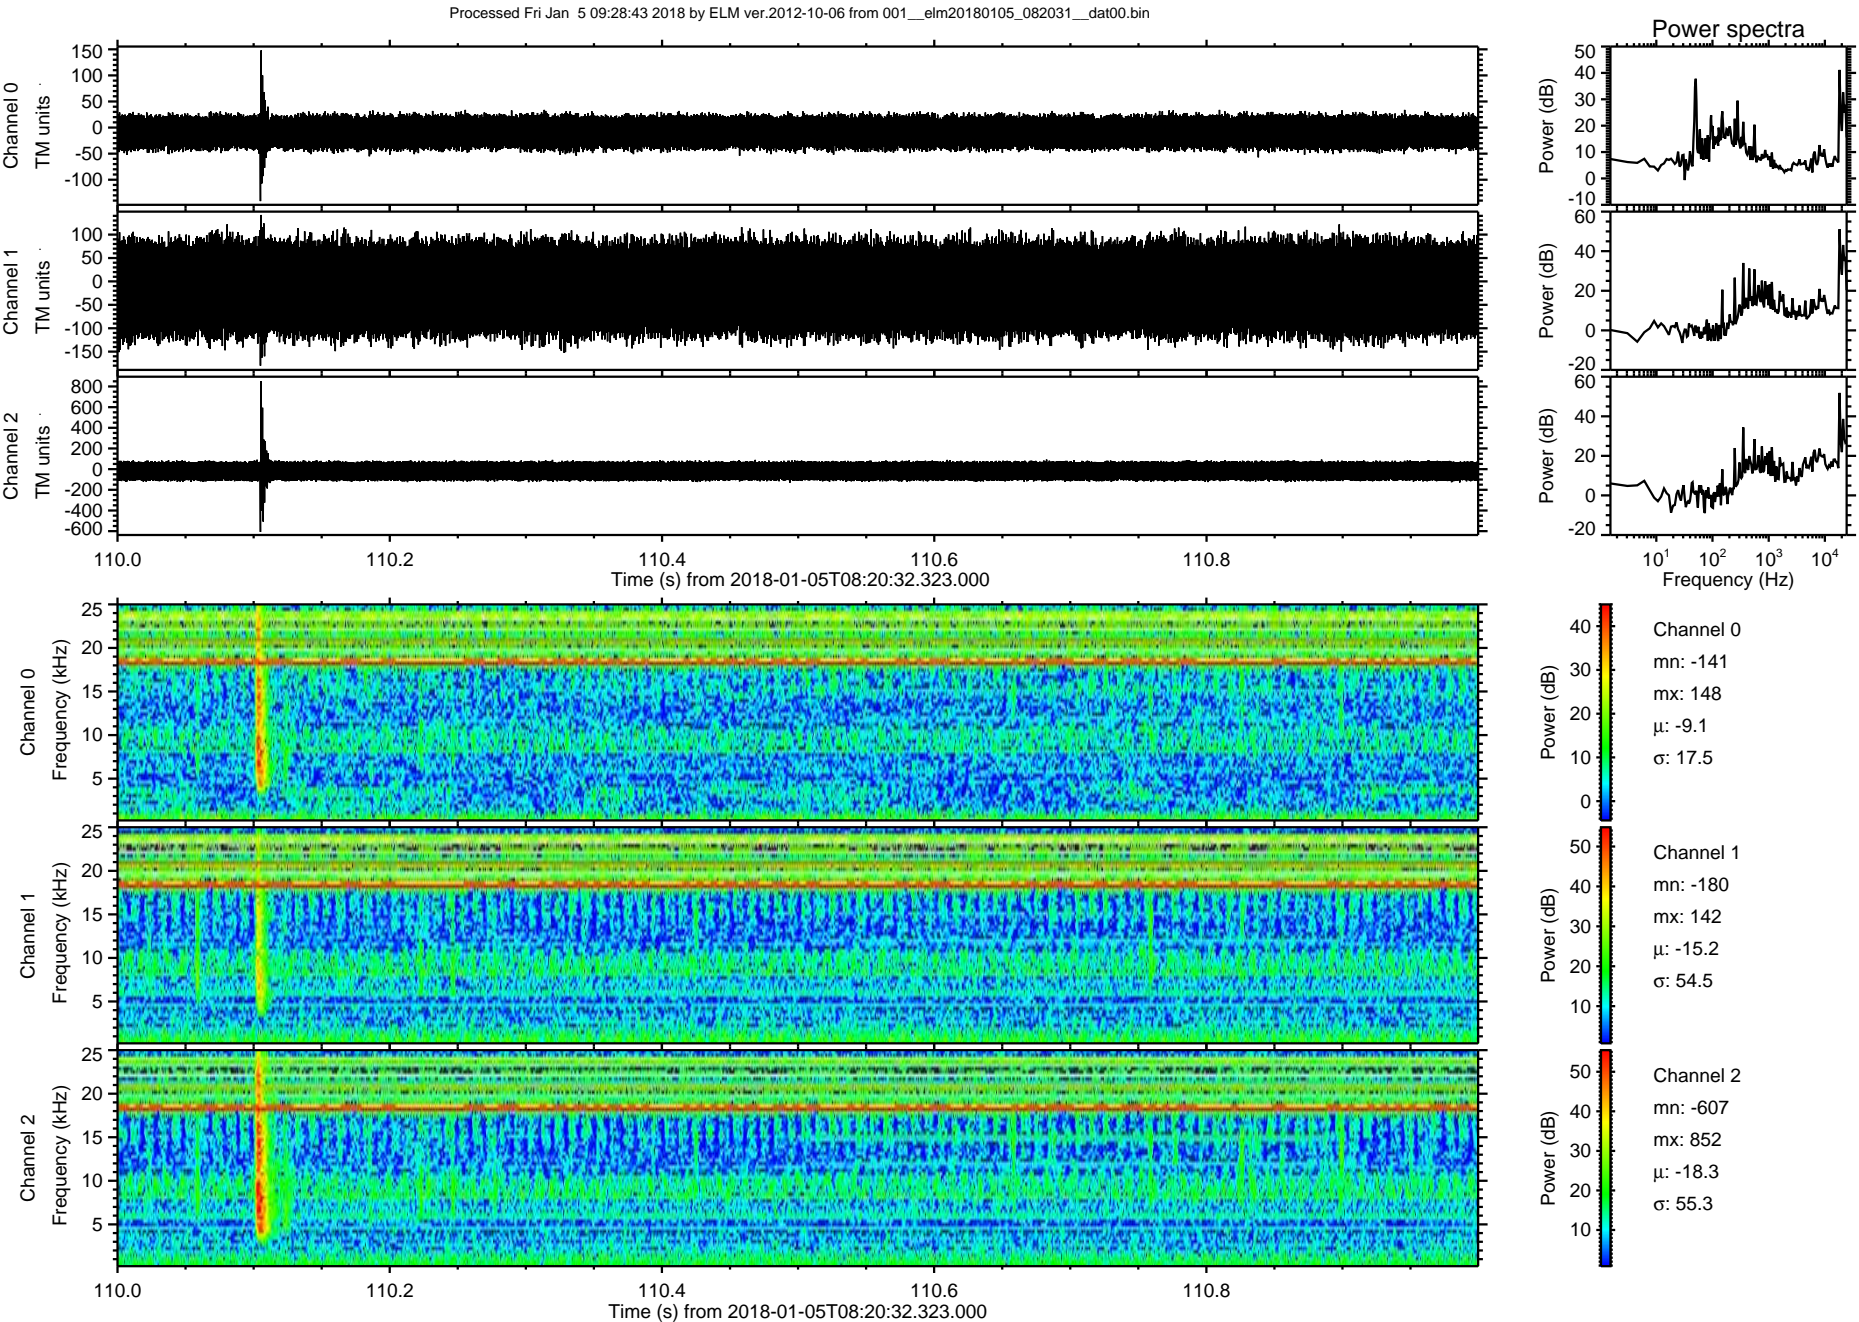 Processed Fri Jan  5 09:28:43 2018 by ELM ver.2012-10-06 from 001__elm20180105_082031__dat00.bin
Power spectra
Channel 0
TM units
150
100
50
0
-50
-100
Power (dB)
50
40
30
20
10
0
-10
Channel 1
TM units
100
50
0
-50
-100
-150
Power (dB)
60
40
20
0
-20
Channel 2
TM units
800
600
400
200
0
-200
-400
-600
Power (dB)
60
40
20
0
-20
110.0 110.2 110.4 110.6 110.8
Time (s) from 2018-01-05T08:20:32.323.000
10^1 10^2 10^3 10^4
Frequency (Hz)
Channel 0
Frequency (kHz)
25
20
15
10
5
Power (dB)
40
30
20
10
0
Channel 0
mn: -141
mx: 148
μ: -9.1
σ: 17.5
Channel 1
Frequency (kHz)
25
20
15
10
5
Power (dB)
50
40
30
20
10
Channel 1
mn: -180
mx: 142
μ: -15.2
σ: 54.5
Channel 2
Frequency (kHz)
25
20
15
10
5
Power (dB)
50
40
30
20
10
Channel 2
mn: -607
mx: 852
μ: -18.3
σ: 55.3
110.0 110.2 110.4 110.6 110.8
Time (s) from 2018-01-05T08:20:32.323.000